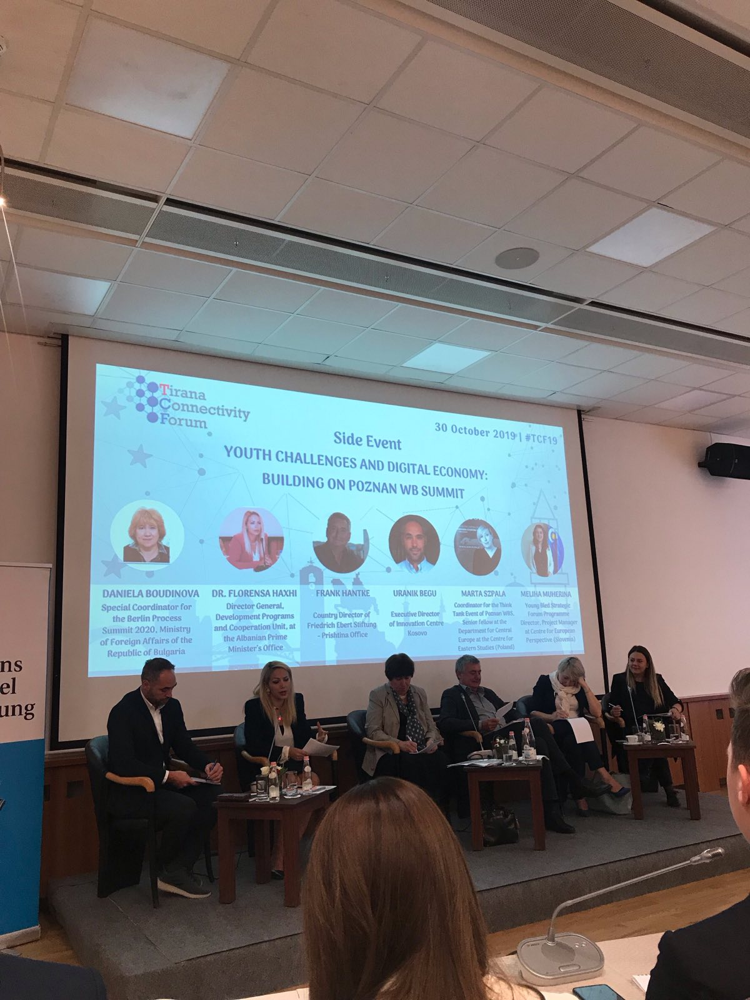 Tirana
Connectivity
Forum
30 October 2019 | #TCF19
Side Event
YOUTH CHALLENGES AND DIGITAL ECONOMY:
BUILDING ON POZNAN WB SUMMIT
DANIELA BOUDINOVA
Special Coordinator for
the Berlin Process
Summit 2020, Ministry
of Foreign Affairs of the
Republic of Bulgaria
DR. FLORENSA HAXHI
Director General,
Development Programs
and Cooperation Unit, at
the Albanian Prime
Minister's Office
FRANK HANTKE
Country Director of
Friedrich Ebert Stiftung
- Prishtina Office
URANIK BEGU
Executive Director
of Innovation Centre
Kosovo
MARTA SZPALA
Coordinator for the Think
Tank Event of Poznan WBS,
Senior fellow at the
Department for Central
Europe at the Centre for
Eastern Studies (Poland)
MELIHA MUHERINA
Young Bled Strategic
Forum Programme
Director, Project Manager
at Centre for European
Perspective (Slovenia)
ns
el
ung